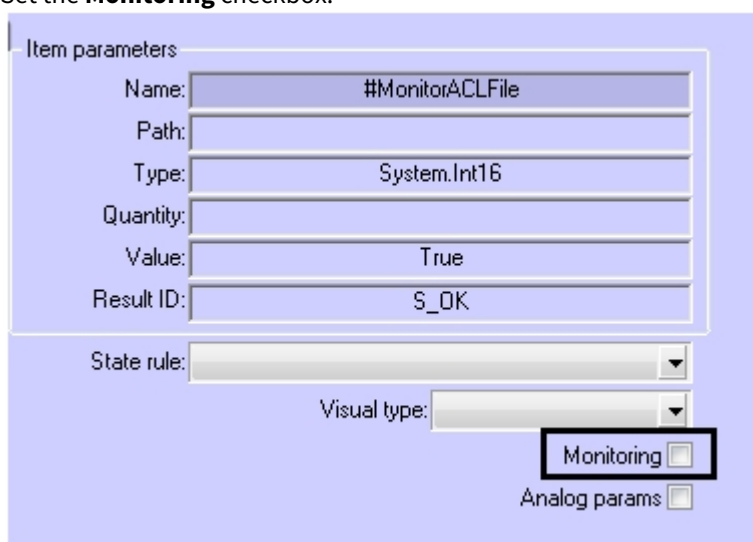 Set the Monitoring checkbox.
Item parameters
Name: #MonitorACLFile
Path:
Type: System.Int16
Quantity:
Value: True
Result ID: S_OK
State rule:
Visual type:
Monitoring
Analog params